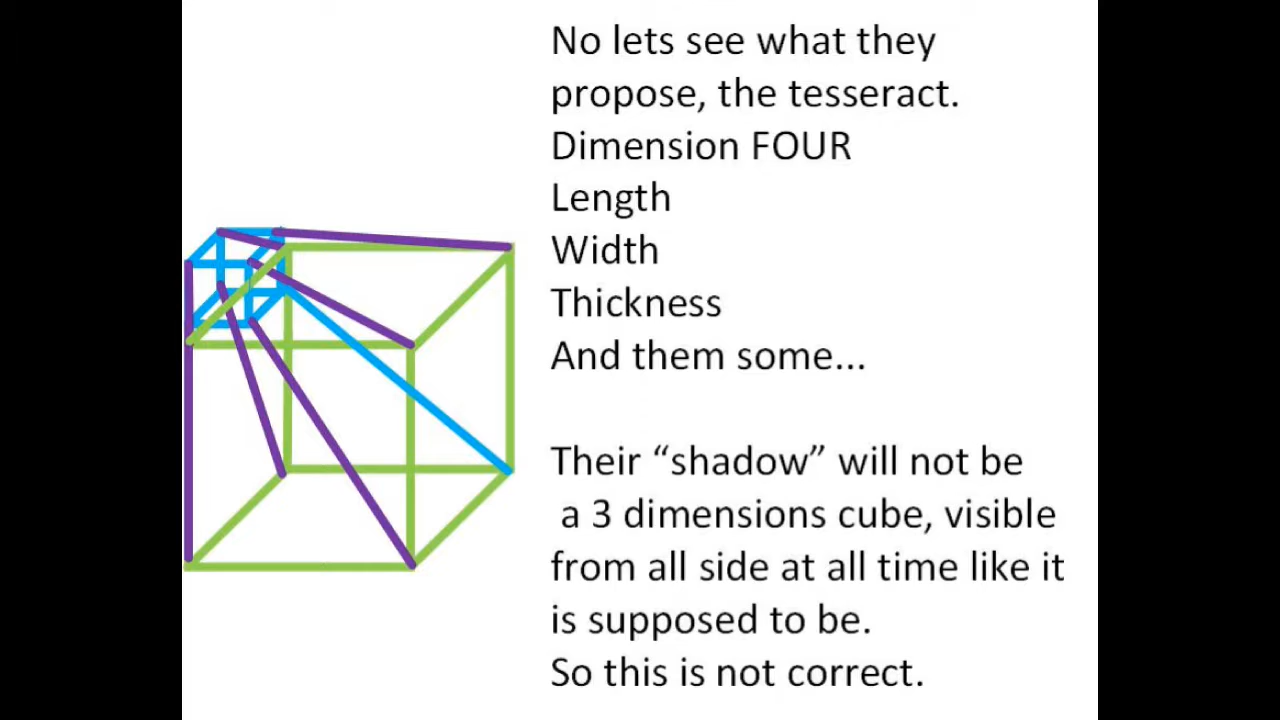 No lets see what they
propose, the tesseract.
Dimension FOUR
Length
Width
Thickness
And them some...
Their “shadow” will not be
a 3 dimensions cube, visible
from all side at all time like it
is supposed to be.
So this is not correct.